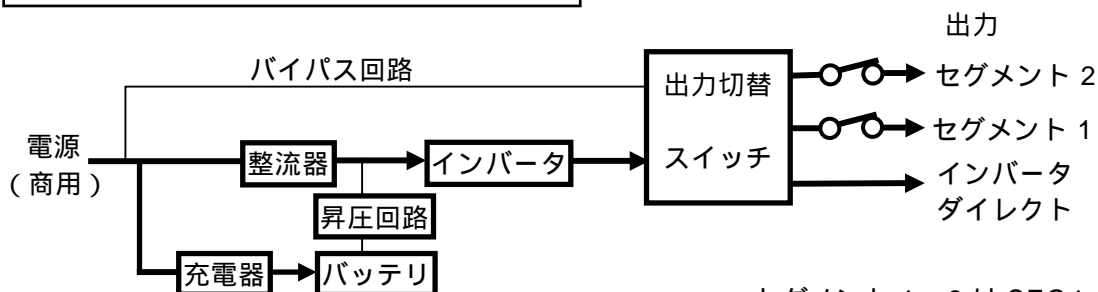 出力
バイパス回路
セグメント 2
出力切替
スイッチ
セグメント 1
電源
（商用）
整流器
インバータ
インバータ
ダイレクト
昇圧回路
充電器
バッテリ